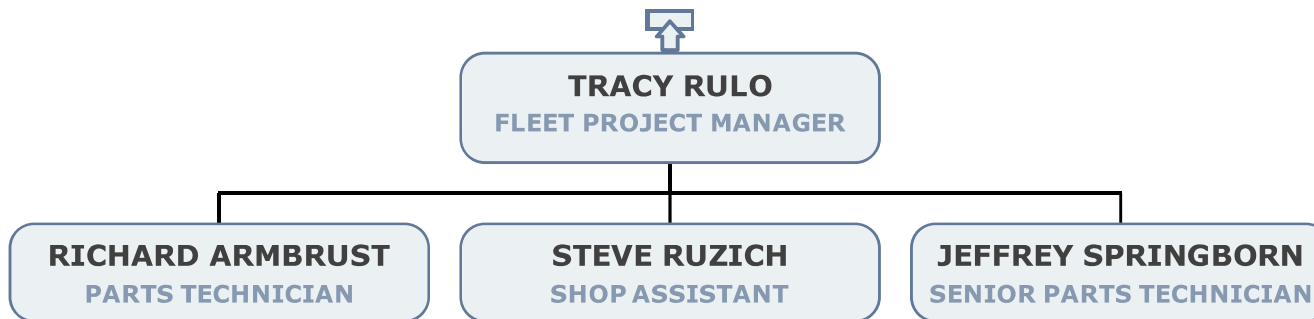 TRACY RULO
FLEET PROJECT MANAGER
RICHARD ARMBRUST
PARTS TECHNICIAN
STEVE RUZICH
SHOP ASSISTANT
JEFFREY SPRINGBORN
SENIOR PARTS TECHNICIAN